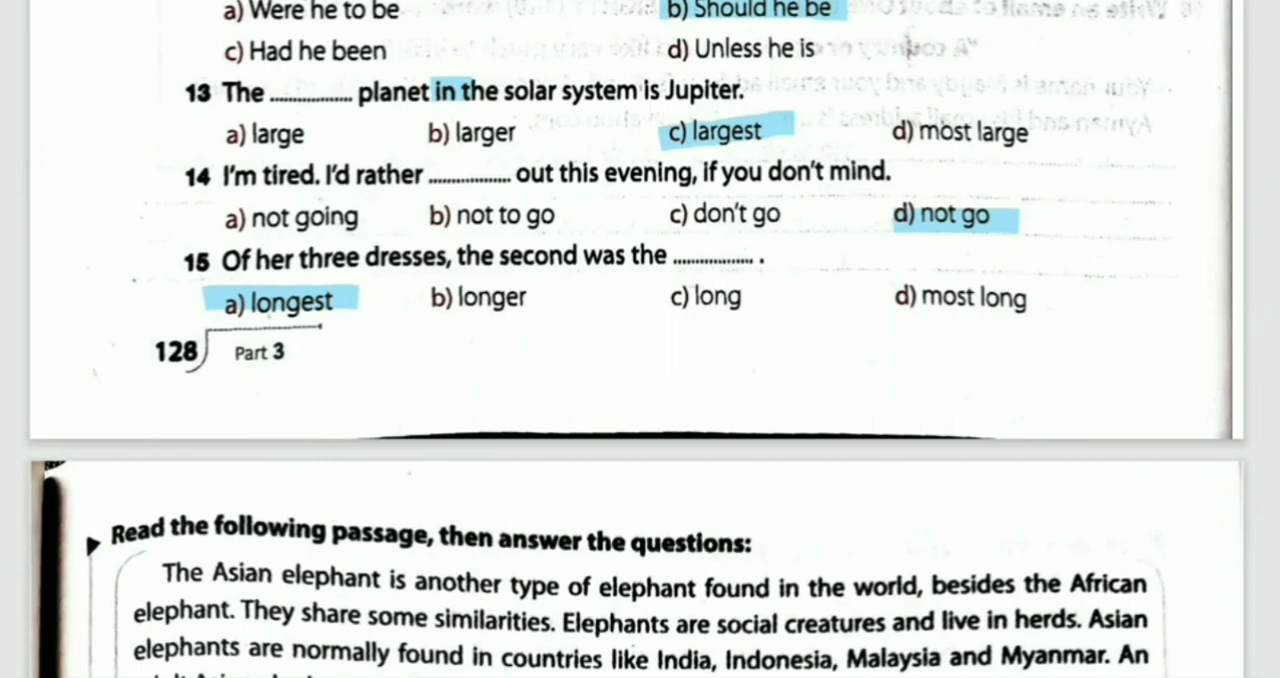 a) Were he to be b) Should he be
c) Had he been d) Unless he is
13 The .................. planet in the solar system is Jupiter.
a) large b) larger c) largest d) most large
14 I'm tired. I'd rather .................. out this evening, if you don't mind.
a) not going b) not to go c) don't go d) not go
15 Of her three dresses, the second was the .................. .
a) longest b) longer c) long d) most long
128 Part 3
Read the following passage, then answer the questions:
The Asian elephant is another type of elephant found in the world, besides the African
elephant. They share some similarities. Elephants are social creatures and live in herds. Asian
elephants are normally found in countries like India, Indonesia, Malaysia and Myanmar. An